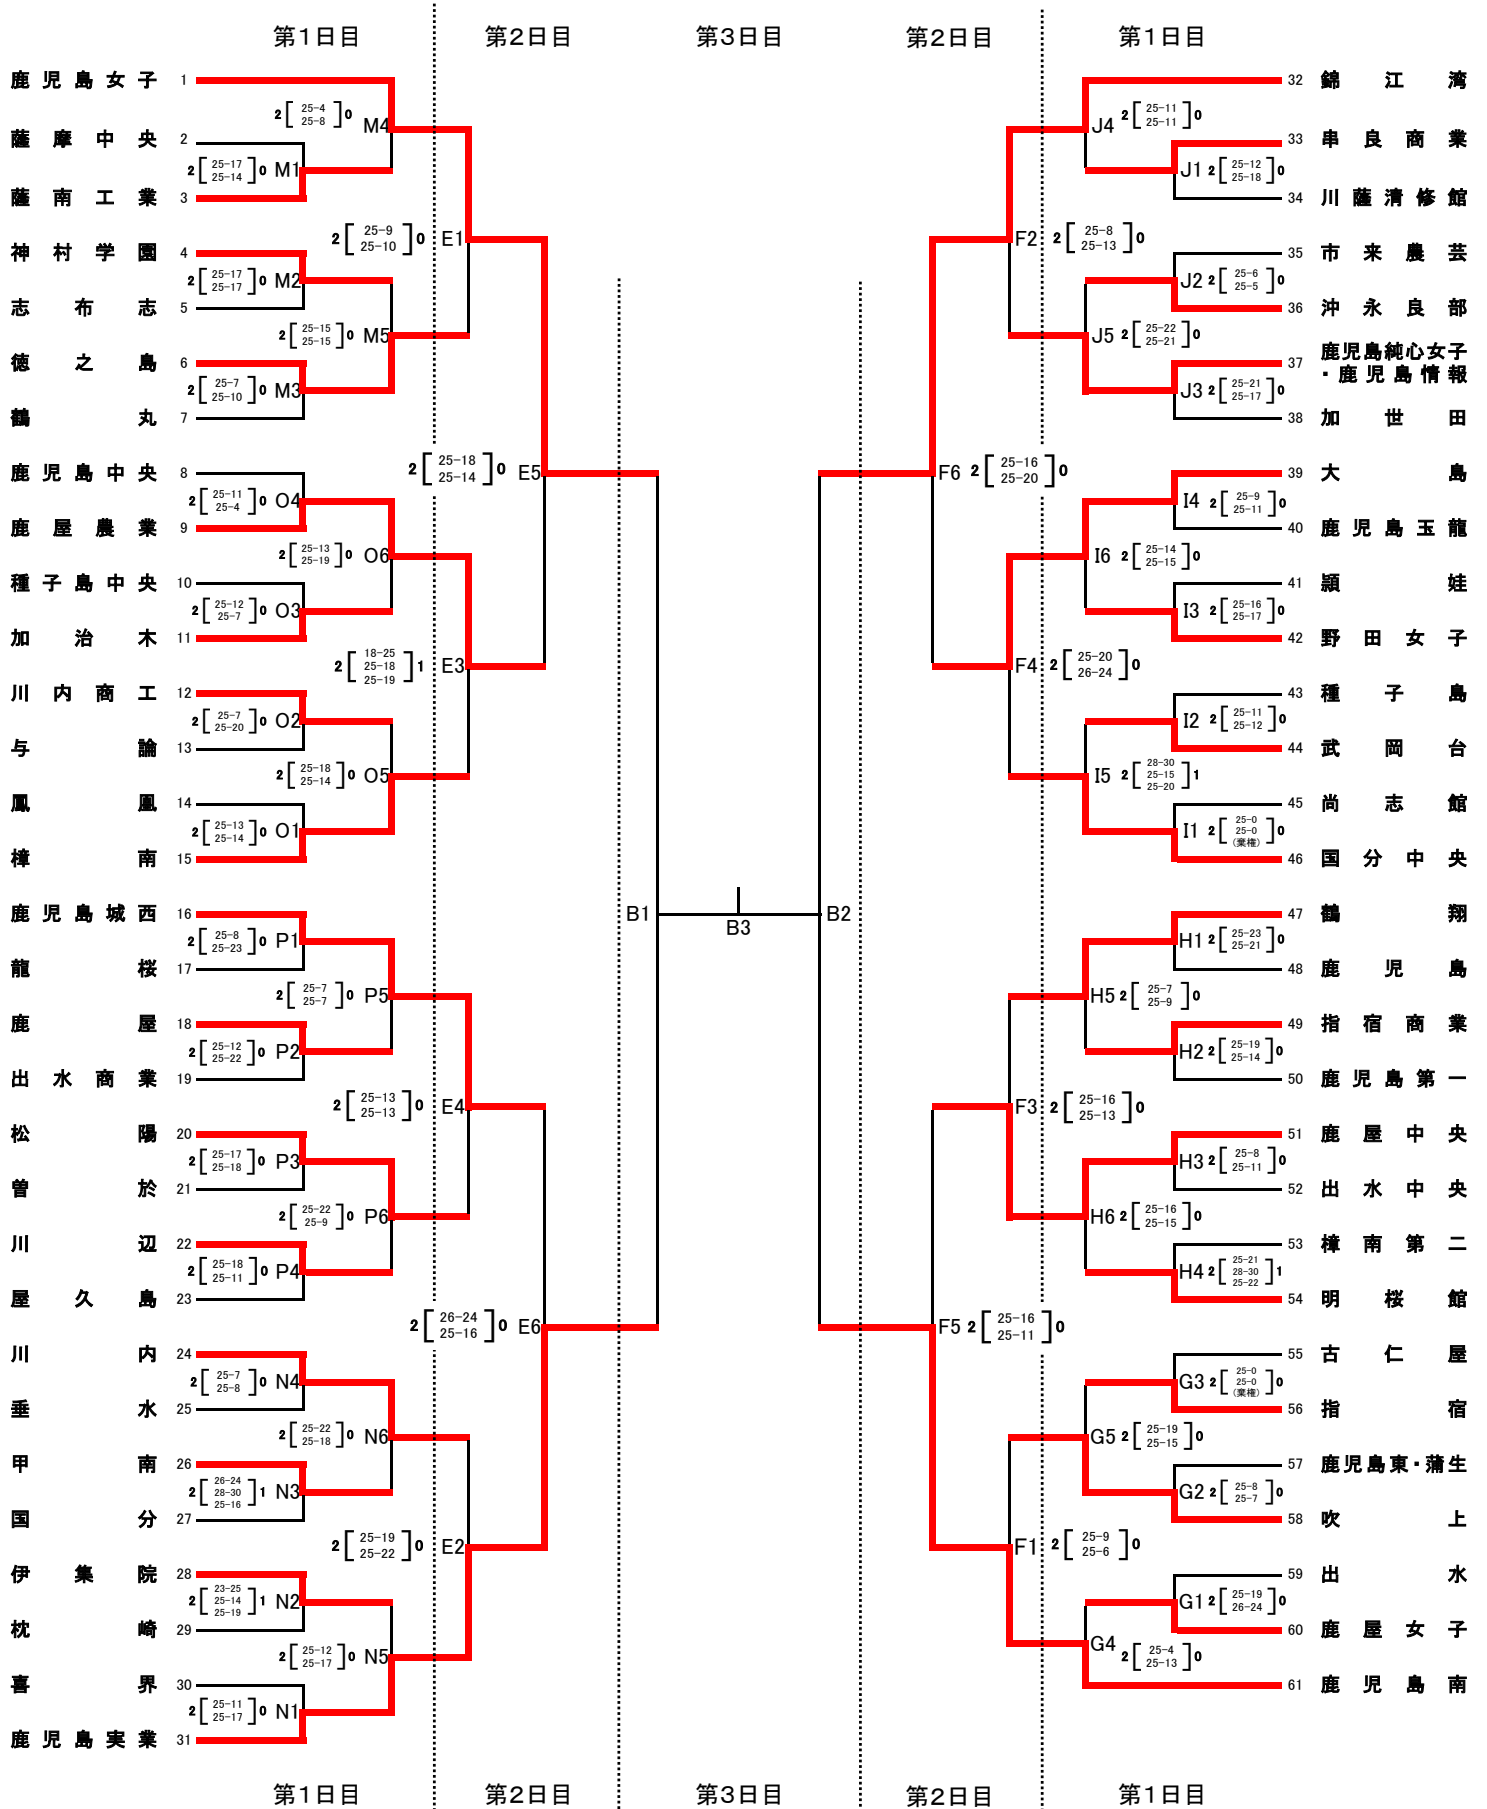 第1日目 第2日目 第3日目 第2日目 第1日目
鹿児島女子 1
薩摩中央 2
薩南工業 3
神村学園 4
志布志 5
徳之島 6
鶴丸 7
鹿児島中央 8
鹿屋農業 9
種子島中央 10
加治木 11
川内商工 12
与論 13
鳳凰 14
樟南 15
鹿児島城西 16
龍桜 17
鹿屋 18
出水商業 19
松陽 20
曽於 21
川辺 22
屋久島 23
川内 24
垂水 25
甲南 26
国分 27
伊集院 28
枕崎 29
喜界 30
鹿児島実業 31
2 [25-4 25-8] 0 M4
2 [25-17 25-14] 0 M1
2 [25-17 25-17] 0 M2
2 [25-15 25-15] 0 M5
2 [25-7 25-10] 0 M3
2 [25-11 25-4] 0 O4
2 [25-13 25-19] 0 O6
2 [25-12 25-7] 0 O3
2 [25-7 25-20] 0 O2
2 [25-18 25-14] 0 O5
2 [25-13 25-14] 0 O1
2 [25-8 25-23] 0 P1
2 [25-7 25-7] 0 P5
2 [25-12 25-22] 0 P2
2 [25-17 25-18] 0 P3
2 [25-22 25-9] 0 P6
2 [25-18 25-11] 0 P4
2 [25-7 25-8] 0 N4
2 [25-22 25-18] 0 N6
2 [26-24 28-30 25-16] 1 N3
2 [23-25 25-14 25-19] 1 N2
2 [25-12 25-17] 0 N5
2 [25-11 25-17] 0 N1
2 [25-9 25-10] 0 E1
2 [25-18 25-14] 0 E5
2 [18-25 25-18 25-19] 1 E3
2 [25-13 25-13] 0 E4
2 [26-24 25-16] 0 E6
2 [25-19 25-22] 0 E2
B1
B3
B2
F2 2 [25-8 25-13] 0
F6 2 [25-16 25-20] 0
F4 2 [25-20 26-24] 0
F3 2 [25-16 25-13] 0
F5 2 [25-16 25-11] 0
F1 2 [25-9 25-6] 0
J4 2 [25-11 25-11] 0
J1 2 [25-12 25-18] 0
J2 2 [25-6 25-5] 0
J5 2 [25-22 25-21] 0
J3 2 [25-21 25-17] 0
I4 2 [25-9 25-11] 0
I6 2 [25-14 25-15] 0
I3 2 [25-16 25-17] 0
I2 2 [25-11 25-12] 0
I5 2 [28-30 25-15 25-20] 1
I1 2 [25-0 25-0 (棄権)] 0
H1 2 [25-23 25-21] 0
H5 2 [25-7 25-9] 0
H2 2 [25-19 25-14] 0
H3 2 [25-8 25-11] 0
H6 2 [25-16 25-15] 0
H4 2 [25-21 28-30 25-22] 1
G3 2 [25-0 25-0 (棄権)] 0
G5 2 [25-19 25-15] 0
G2 2 [25-8 25-7] 0
G1 2 [25-19 26-24] 0
G4 2 [25-4 25-13] 0
32 錦江湾
33 串良商業
34 川薩清修館
35 市来農芸
36 沖永良部
37 鹿児島純心女子
・鹿児島情報
38 加世田
39 大島
40 鹿児島玉龍
41 頴娃
42 野田女子
43 種子島
44 武岡台
45 尚志館
46 国分中央
47 鶴翔
48 鹿児島
49 指宿商業
50 鹿児島第一
51 鹿屋中央
52 出水中央
53 樟南第二
54 明桜館
55 古仁屋
56 指宿
57 鹿児島東・蒲生
58 吹上
59 出水
60 鹿屋女子
61 鹿児島南
第1日目 第2日目 第3日目 第2日目 第1日目